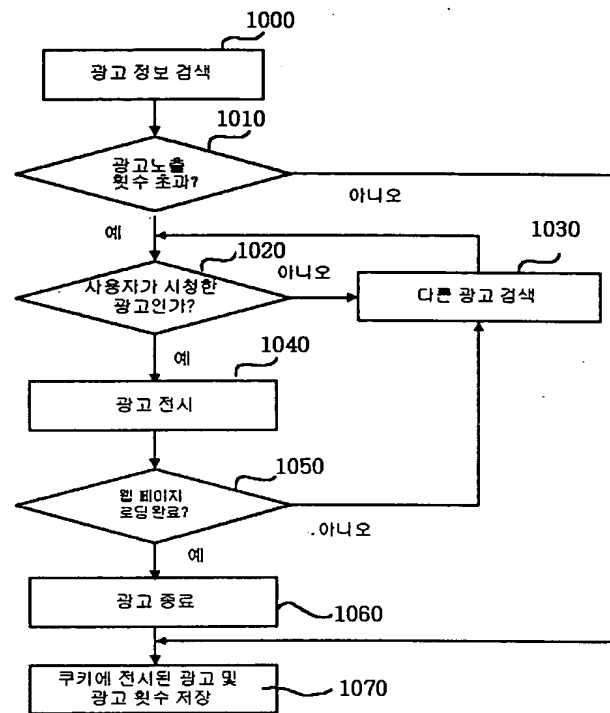 1000
광고 정보 검색
1010
광고노출
횟수 초과?
아니오
예
1020
1030
사용자가 시청한
광고인가?
아니오
다른 광고 검색
예
1040
광고 전시
1050
웹 페이지
로딩완료?
아니오
예
광고 종료
1060
쿠키에 전시된 광고 및
광고 횟수 저장
1070